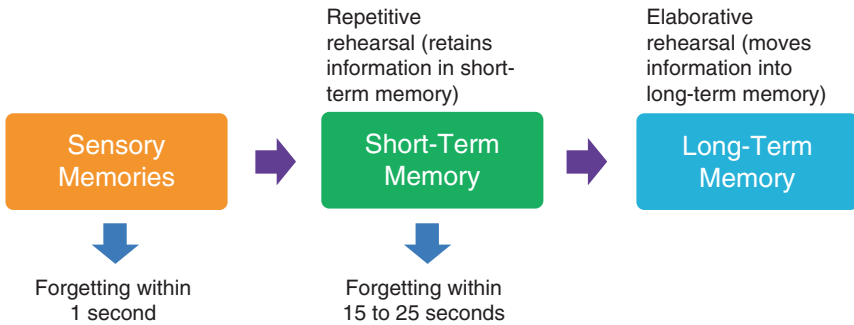 Repetitive
rehearsal (retains
information in short-
term memory)
Elaborative
rehearsal (moves
information into
long-term memory)
Sensory
Memories
Short-Term
Memory
Long-Term
Memory
Forgetting within
1 second
Forgetting within
15 to 25 seconds